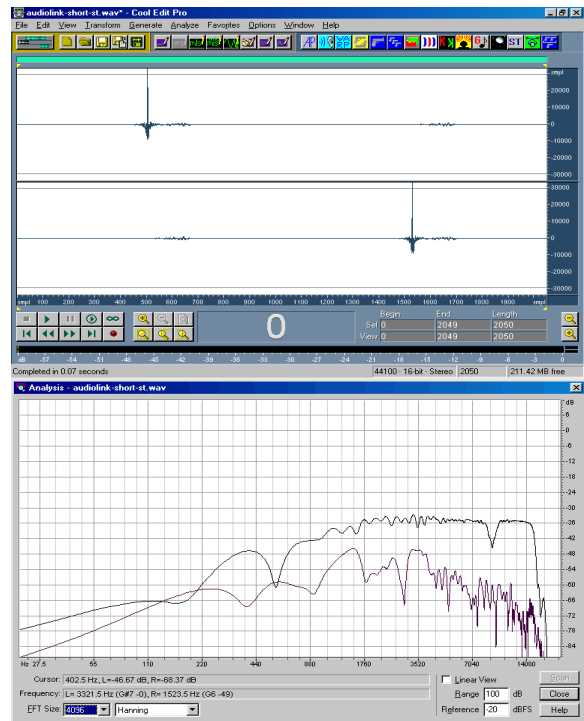 audiolink-short-st.wav* - Cool Edit Pro
File Edit View Transform Generate Analyze Favorites Options Window Help
smpl
20000
10000
0
-10000
-20000
-30000
30000
20000
10000
0
-10000
-20000
-30000
smpl 100 200 300 400 500 600 700 800 900 1000 1100 1200 1300 1400 1500 1600 1700 1800 1900 smpl
Begin End Length
Sel 0 2049 2050
View 0 2049 2050
0
dB -57 -54 -51 -48 -45 -42 -39 -36 -33 -30 -27 -24 -21 -18 -15 -12 -9 -6 -3 0
Completed in 0.07 seconds 44100 · 16-bit · Stereo 2050 211.42 MB free
Analysis - audiolink-short-st.wav
dB
-6
-12
-18
-24
-30
-36
-42
-48
-54
-60
-66
-72
-78
-84
Hz 27.5 55 110 220 440 880 1760 3520 7040 14080
Cursor: 402.5 Hz, L=-46.67 dB, R=-68.37 dB
Frequency: L= 3321.5 Hz (G#7 -0), R= 1523.5 Hz (G6 -49)
FFT Size: 4096 Hanning
Linear View Scan
Range 100 dB Close
Reference -20 dBFS Help